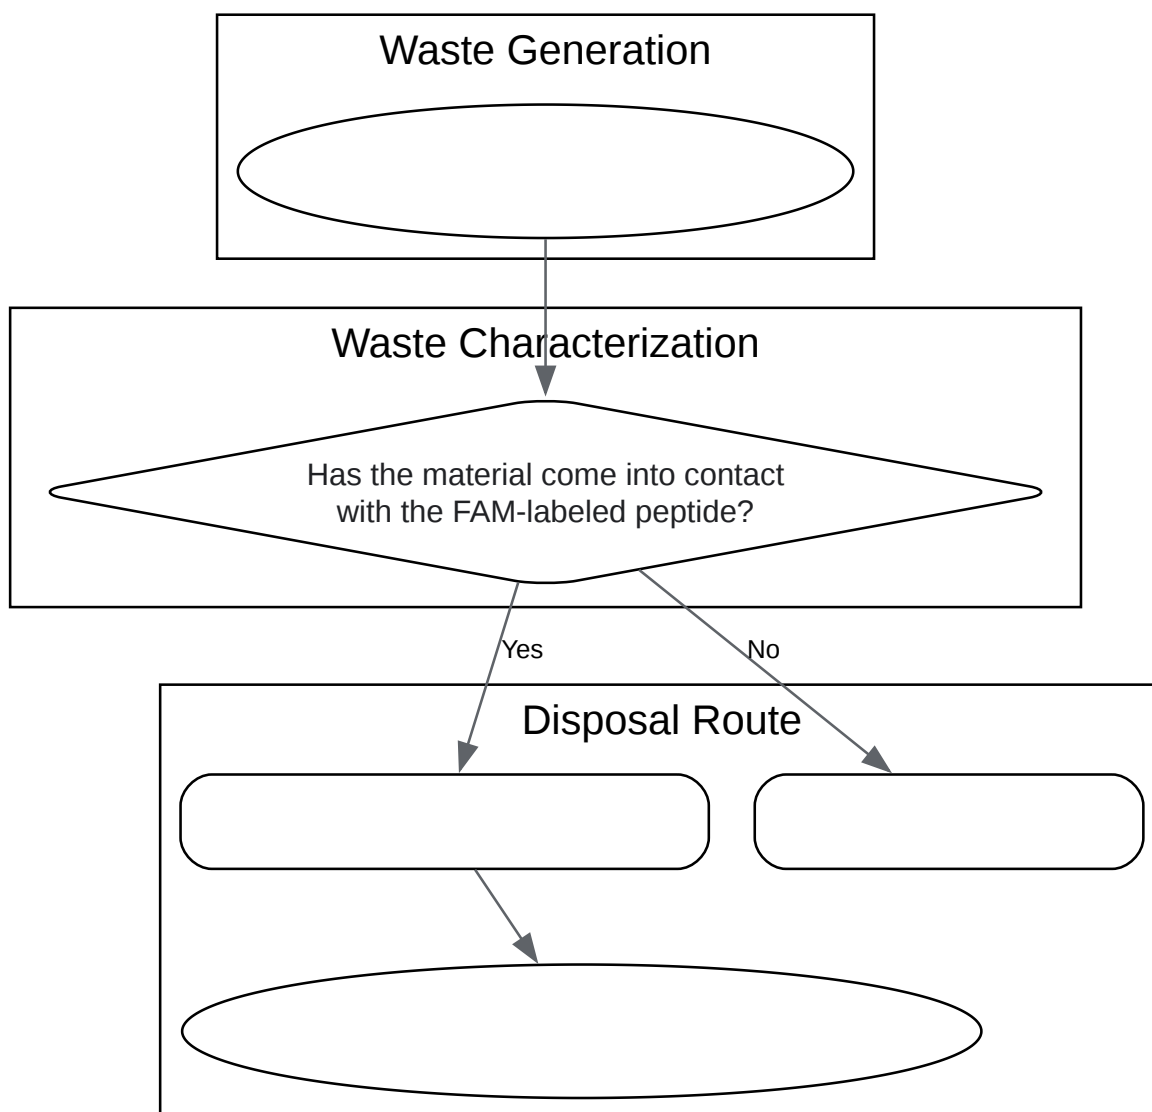 Waste Generation
Waste Characterization
Has the material come into contact
with the FAM-labeled peptide?
Yes
No
Disposal Route